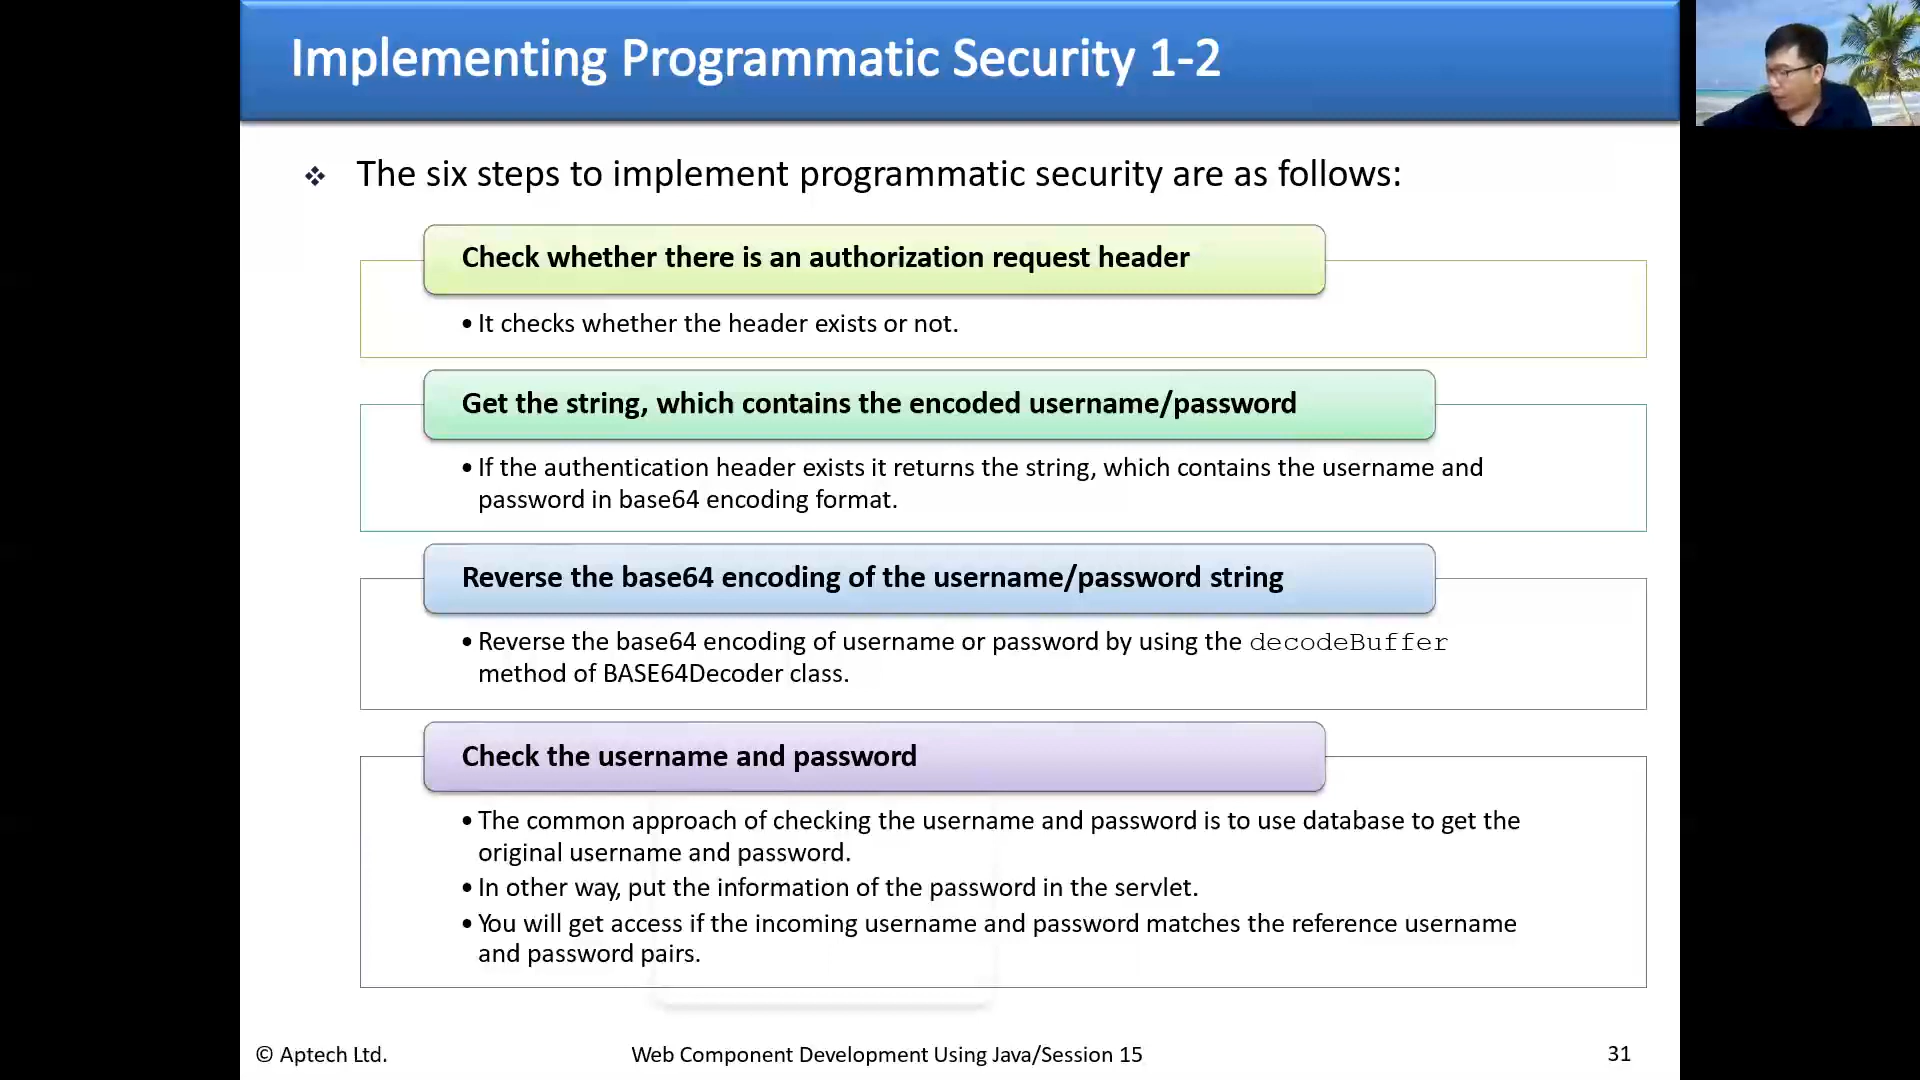 Implementing Programmatic Security 1-2
❖ The six steps to implement programmatic security are as follows:
Check whether there is an authorization request header
• It checks whether the header exists or not.
Get the string, which contains the encoded username/password
• If the authentication header exists it returns the string, which contains the username and
password in base64 encoding format.
Reverse the base64 encoding of the username/password string
• Reverse the base64 encoding of username or password by using the decodeBuffer
method of BASE64Decoder class.
Check the username and password
• The common approach of checking the username and password is to use database to get the
original username and password.
• In other way, put the information of the password in the servlet.
• You will get access if the incoming username and password matches the reference username
and password pairs.
© Aptech Ltd.
Web Component Development Using Java/Session 15
31